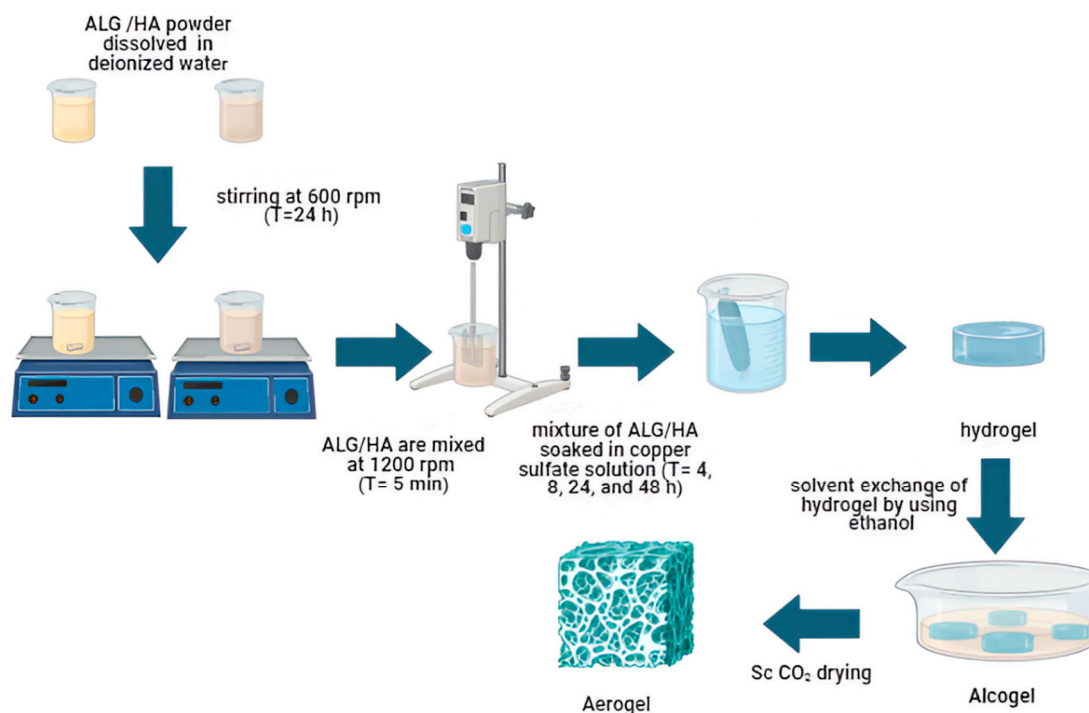 ALG /HA powder
dissolved in
deionized water
stirring at 600 rpm
(T=24 h)
ALG/HA are mixed
at 1200 rpm
(T= 5 min)
mixture of ALG/HA
soaked in copper
sulfate solution (T= 4,
8, 24, and 48 h)
hydrogel
solvent exchange of
hydrogel by using
ethanol
Alcogel
Sc CO₂ drying
Aerogel